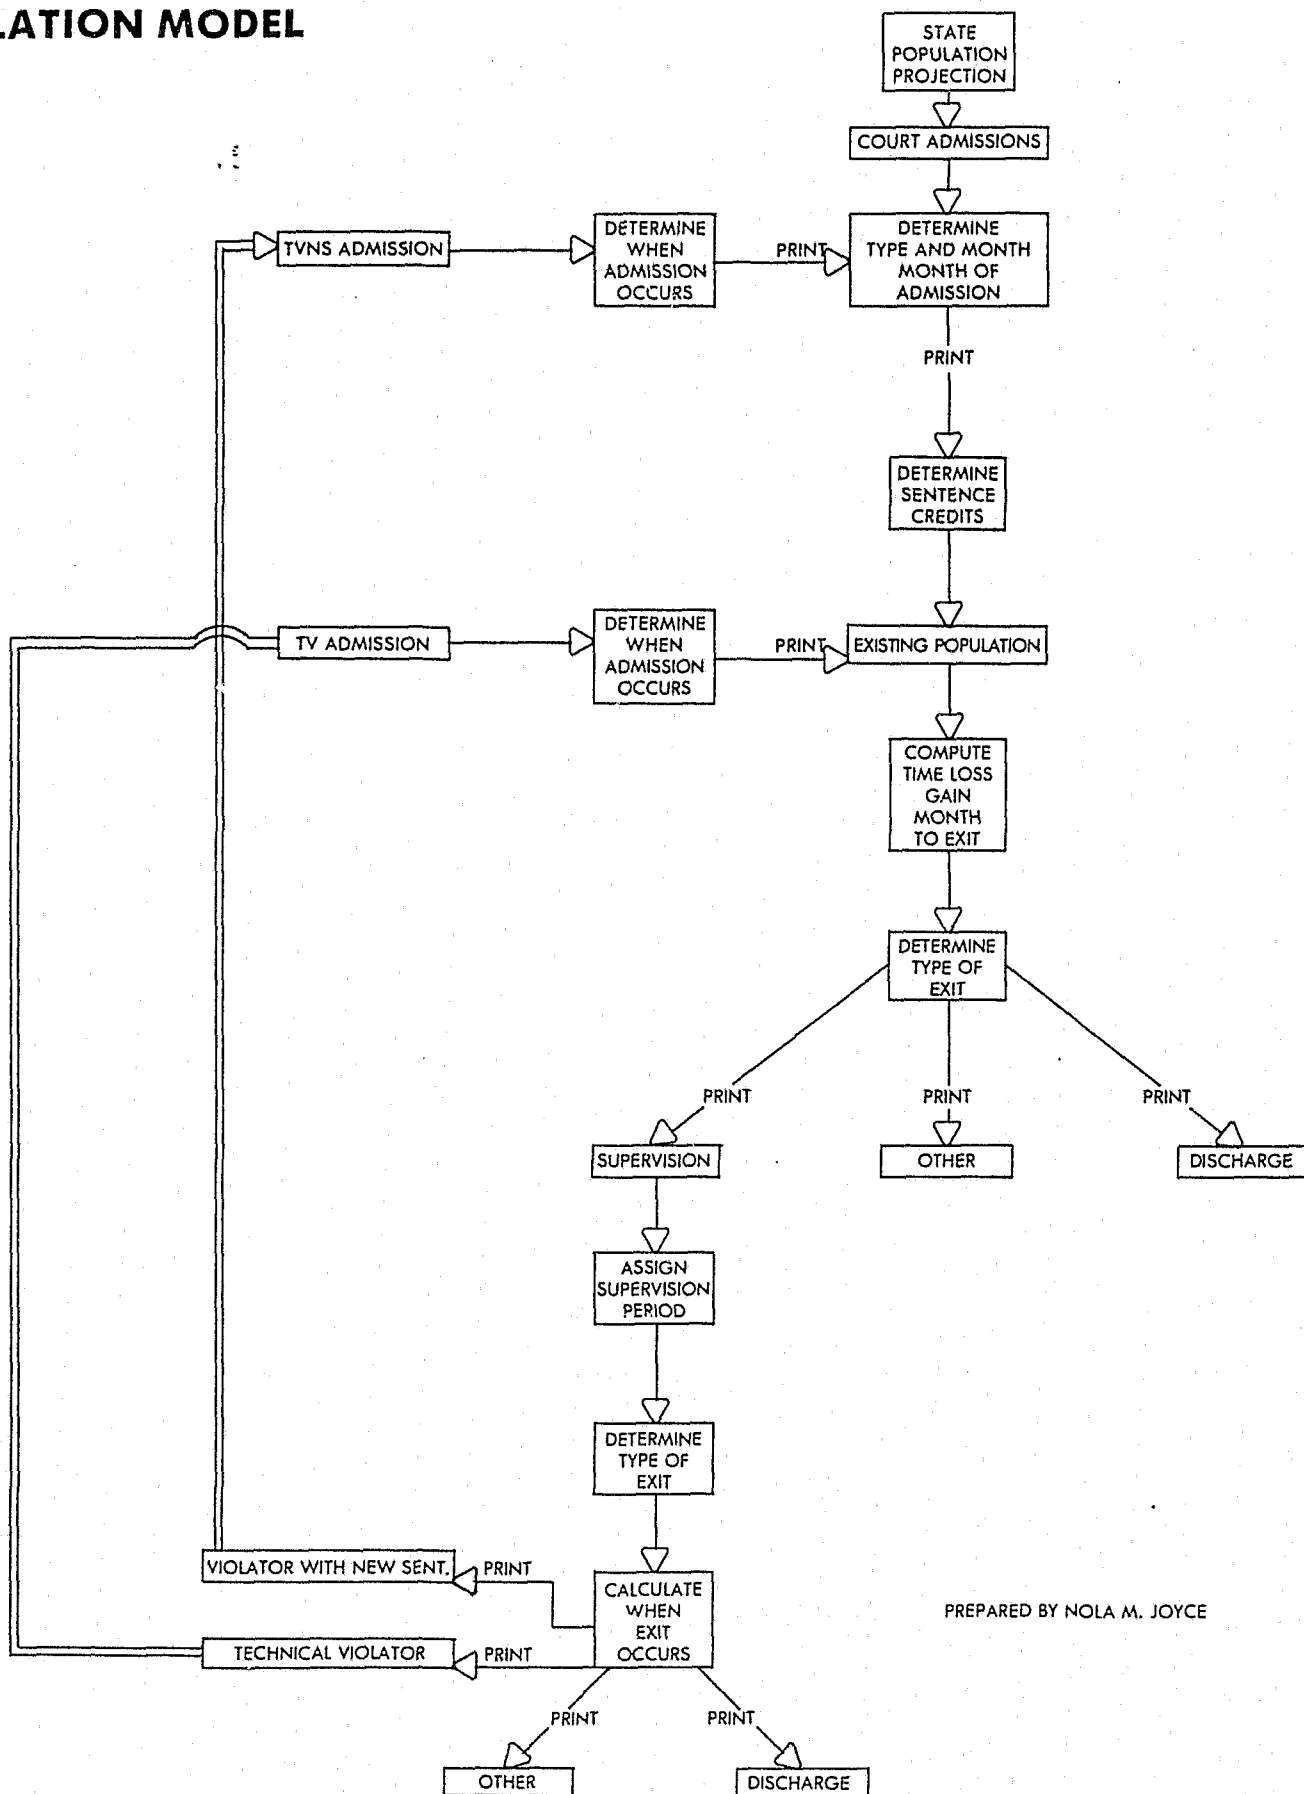 LATION MODEL
STATE
POPULATION
PROJECTION
COURT ADMISSIONS
TVNS ADMISSION
DETERMINE
WHEN
ADMISSION
OCCURS
PRINT
DETERMINE
TYPE AND MONTH
MONTH OF
ADMISSION
PRINT
DETERMINE
SENTENCE
CREDITS
TV ADMISSION
DETERMINE
WHEN
ADMISSION
OCCURS
PRINT
EXISTING POPULATION
COMPUTE
TIME LOSS
GAIN
MONTH
TO EXIT
DETERMINE
TYPE OF
EXIT
PRINT
PRINT
PRINT
SUPERVISION
OTHER
DISCHARGE
ASSIGN
SUPERVISION
PERIOD
DETERMINE
TYPE OF
EXIT
VIOLATOR WITH NEW SENT.
PRINT
CALCULATE
WHEN
EXIT
OCCURS
TECHNICAL VIOLATOR
PRINT
PREPARED BY NOLA M. JOYCE
PRINT
PRINT
OTHER
DISCHARGE